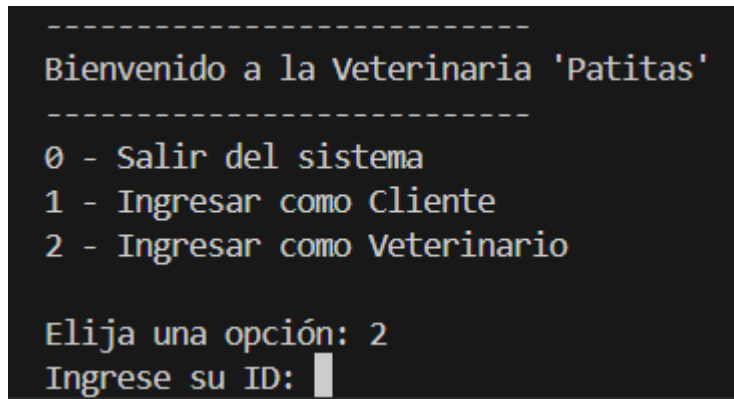 ---------------------------
Bienvenido a la Veterinaria 'Patitas'
---------------------------
0 - Salir del sistema
1 - Ingresar como Cliente
2 - Ingresar como Veterinario
Elija una opción: 2
Ingrese su ID: